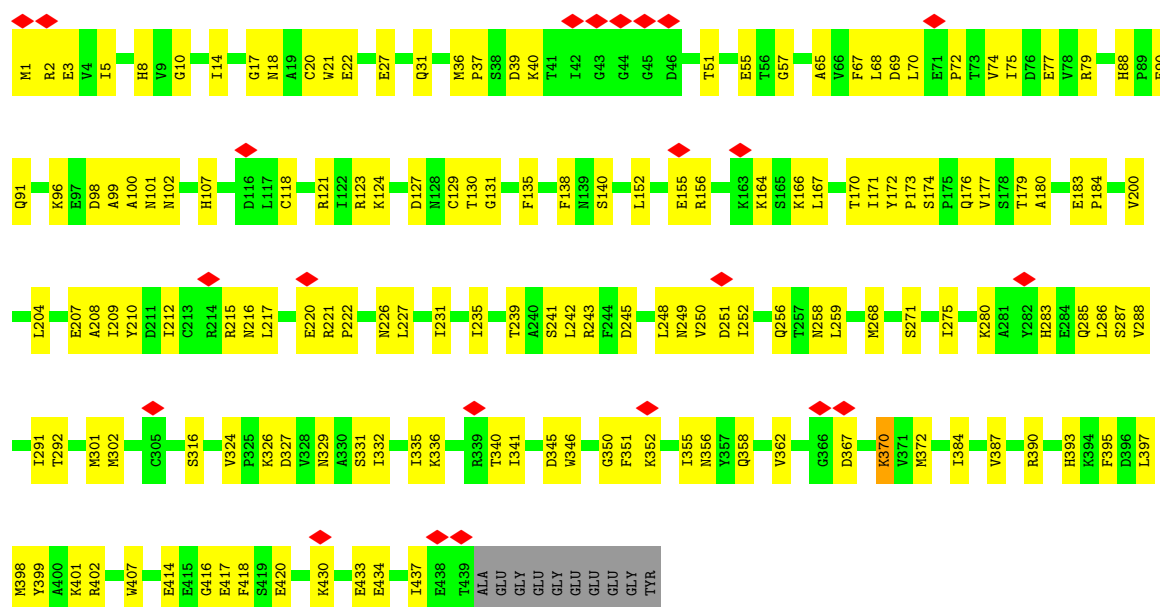 M1 R2 E3 V4 I5 H8 V9 G10 I14 G17 N18 A19 C20 W21 E22 E27 Q31 M36 P37 S38 D39 K40 T41 I42 G43 G44 G45 D46 T51 E55 T56 G57 A65 V66 F67 L68 D69 L70 E71 P72 T73 V74 I75 D76 E77 V78 R79 H88 P89 E90
Q91 K96 E97 D98 A99 A100 N101 N102 H107 D116 L117 C118 R121 I122 R123 K124 D127 N128 C129 T130 G131 F135 F138 N139 S140 L152 E155 R156 K163 K164 S165 K166 L167 T170 I171 Y172 P173 S174 P175 Q176 V177 S178 T179 A180 E183 P184 V200
L204 E207 A208 I209 Y210 D211 I212 C213 R214 R215 N216 L217 E220 R221 P222 N226 L227 I231 I235 T239 A240 S241 L242 R243 F244 D245 L248 N249 V250 D251 I252 Q256 T257 N258 L259 M268 S271 I275 K280 A281 Y282 H283 E284 Q285 L286 S287 V288
I291 T292 M301 M302 C305 S316 V324 P325 K326 D327 V328 N329 A330 S331 I332 I335 K336 R339 T340 I341 D345 W346 G350 F351 K352 I355 N356 Y357 Q358 V362 G366 D367 K370 V371 M372 I384 V387 R390 H393 K394 F395 D396 L397
M398 Y399 A400 K401 R402 W407 E414 E415 G416 E417 F418 S419 E420 K430 E433 E434 I437 E438 T439 ALA GLU GLY GLU GLY GLU GLU GLU GLY TYR